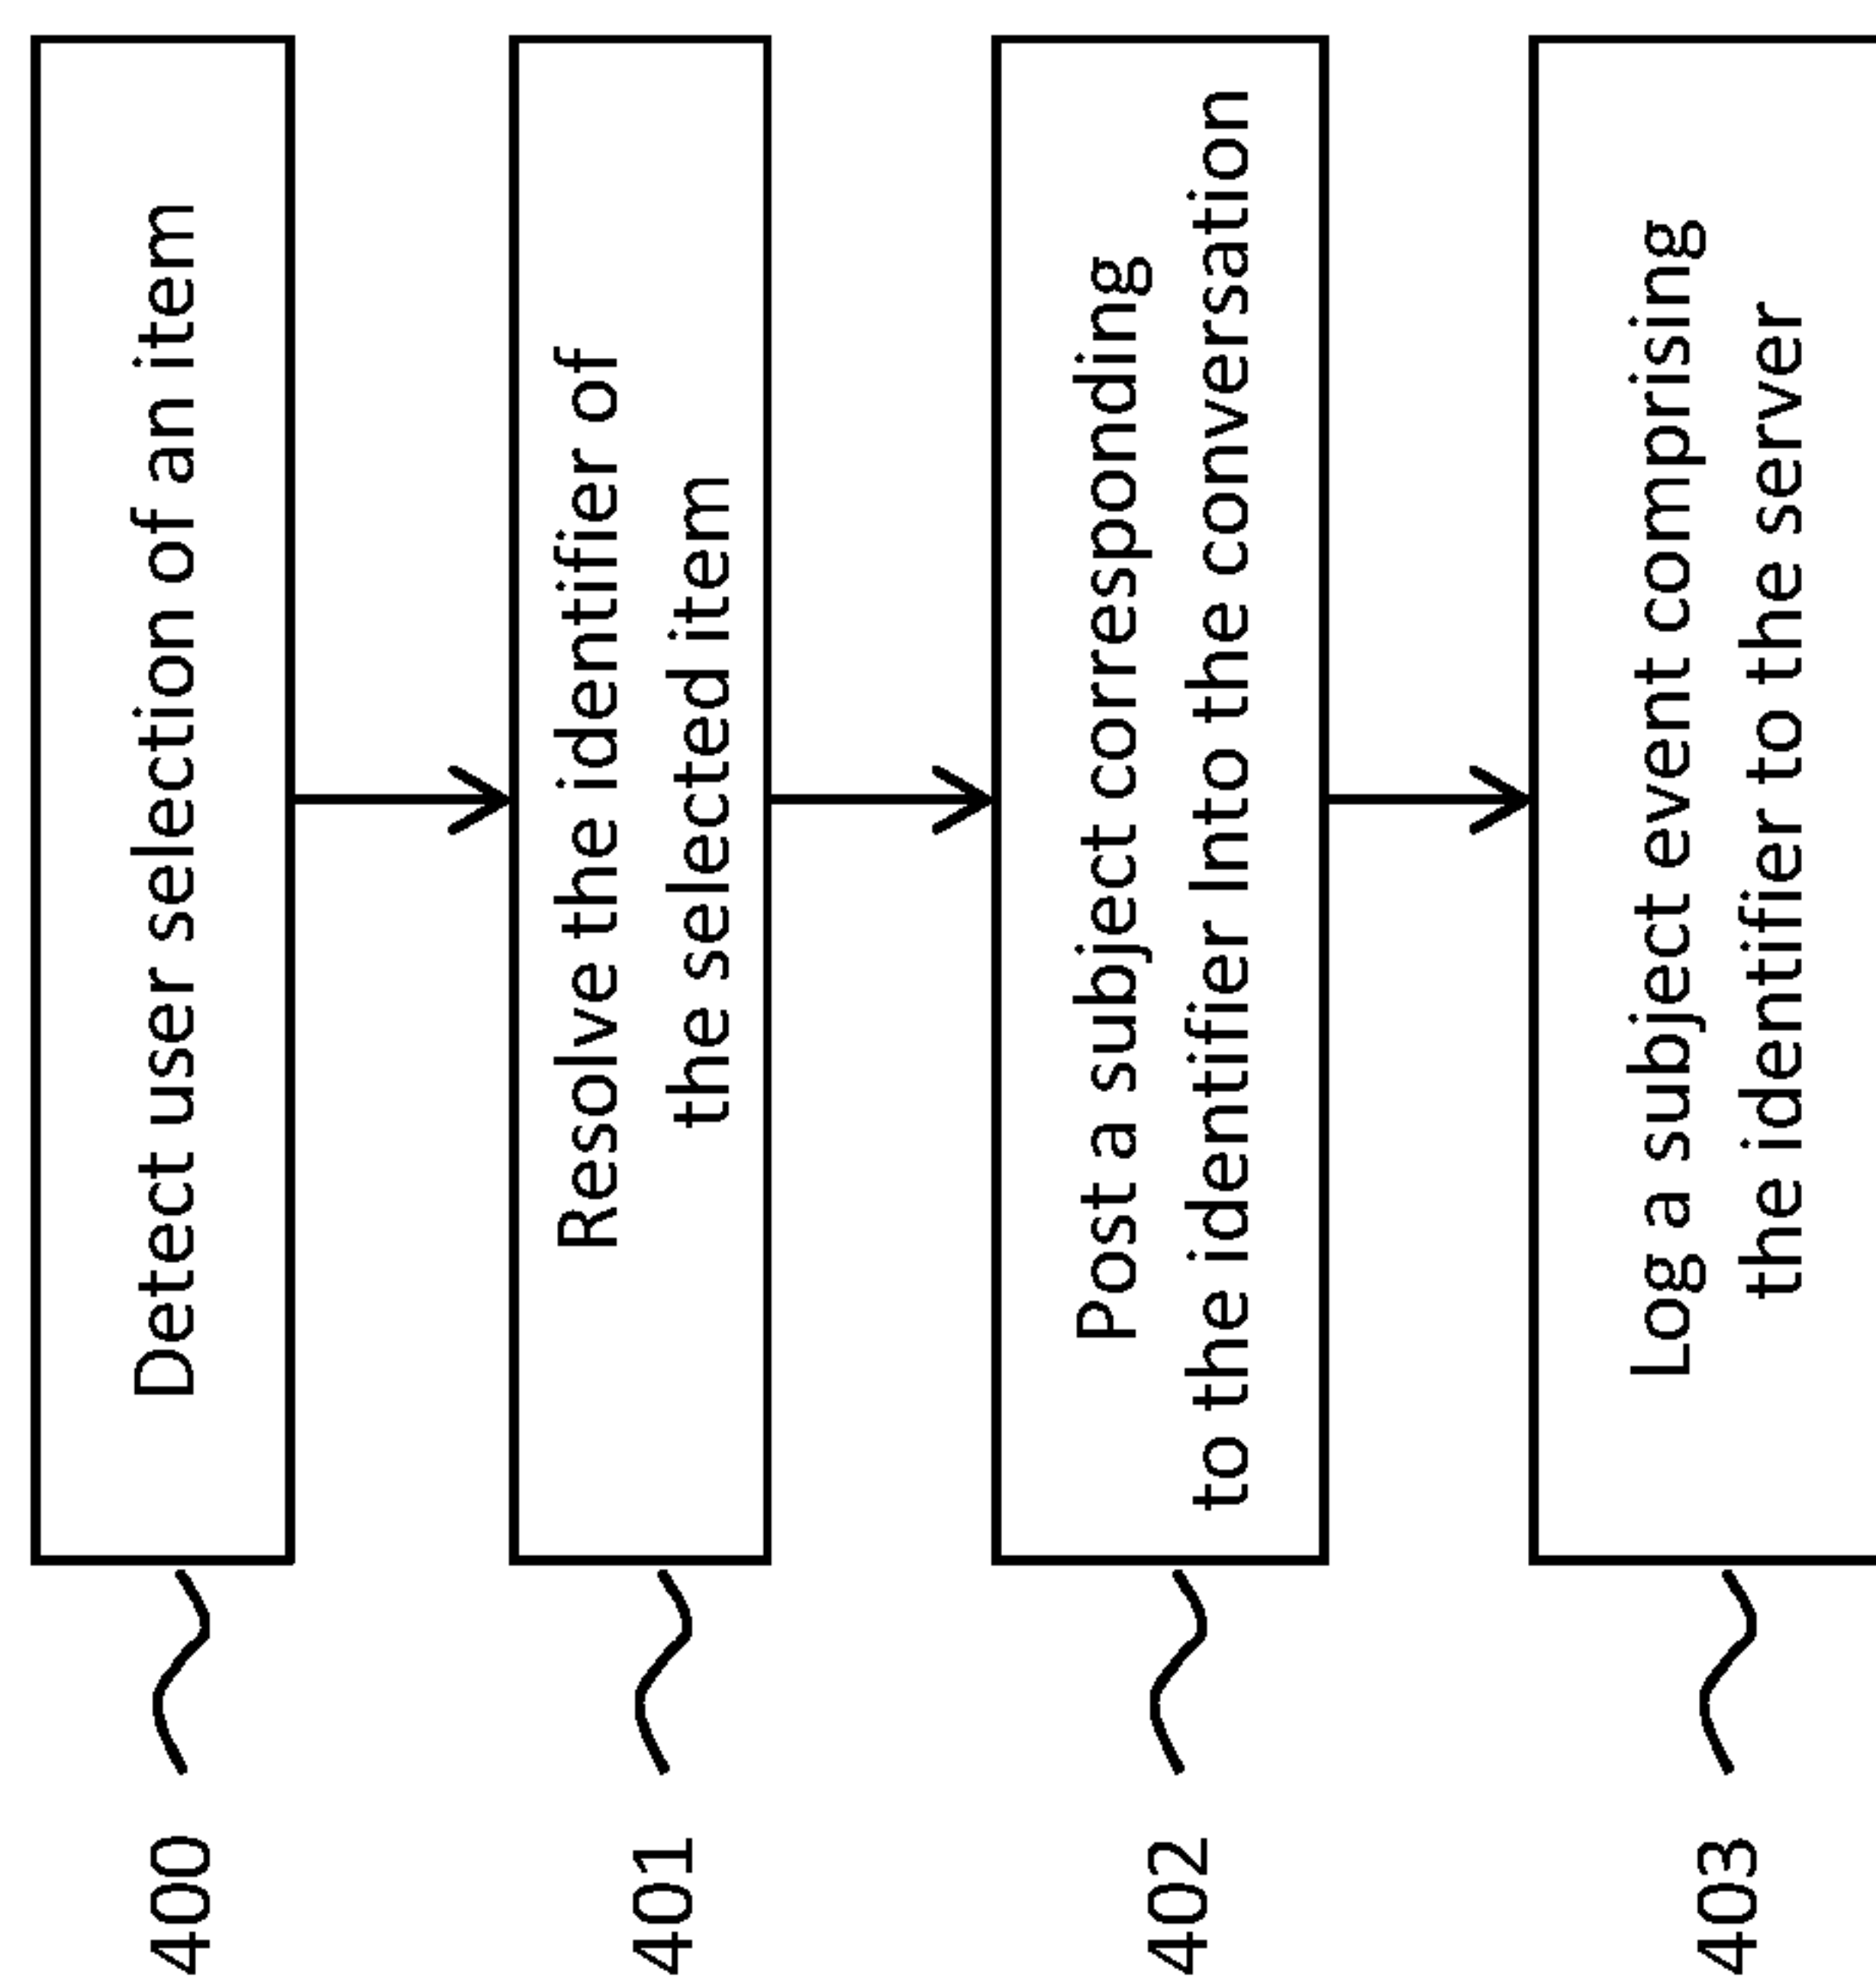 400
Detect user selection of an item
401
Resolve the identifier of
the selected item
402
Post a subject corresponding
to the identifier Into the conversation
403
Log a subject event comprising
the identifier to the server